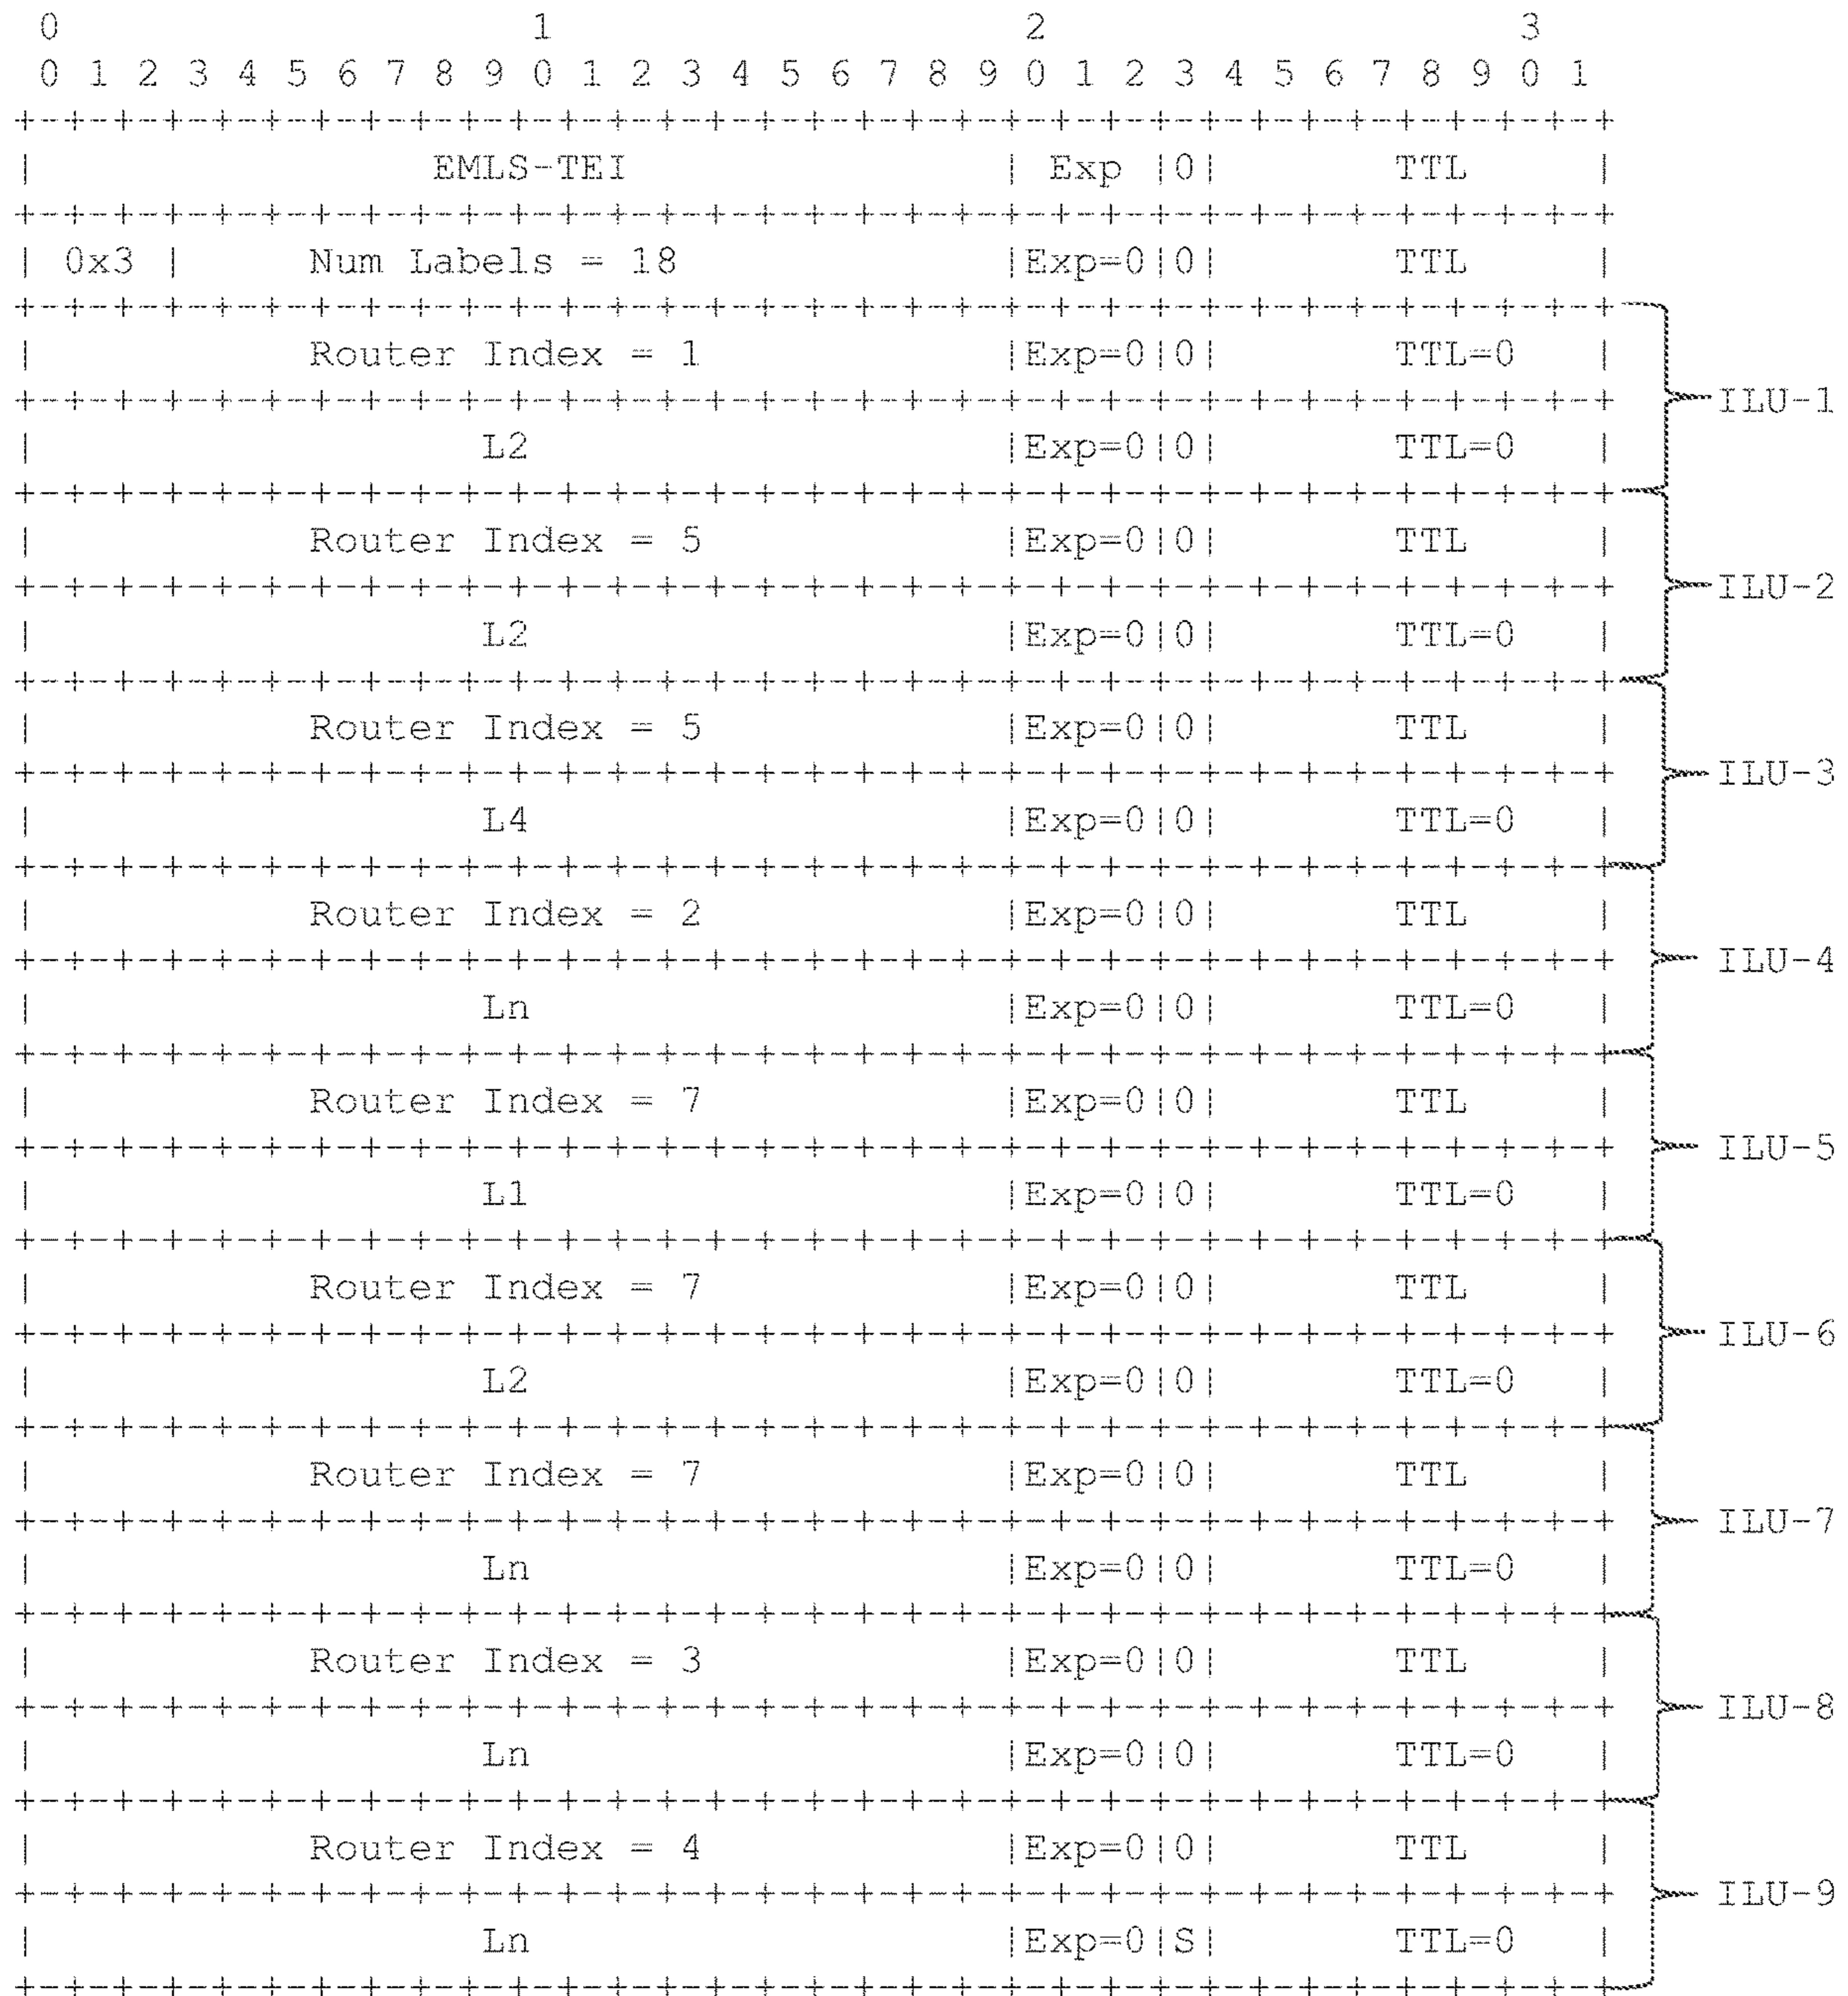 0 1 2 3
0 1 2 3 4 5 6 7 8 9 0 1 2 3 4 5 6 7 8 9 0 1 2 3 4 5 6 7 8 9 0 1
+-+-+-+-+-+-+-+-+-+-+-+-+-+-+-+-+-+-+-+-+-+-+-+-+-+-+-+-+-+-+-+-+
| EMLS-TEI | Exp |0| TTL |
+-+-+-+-+-+-+-+-+-+-+-+-+-+-+-+-+-+-+-+-+-+-+-+-+-+-+-+-+-+-+-+-+
| 0x3 | Num Labels = 18 |Exp=0|0| TTL |
+-+-+-+-+-+-+-+-+-+-+-+-+-+-+-+-+-+-+-+-+-+-+-+-+-+-+-+-+-+-+-+-+
| Router Index = 1 |Exp=0|0| TTL=0 |
+-+-+-+-+-+-+-+-+-+-+-+-+-+-+-+-+-+-+-+-+-+-+-+-+-+-+-+-+-+-+-+-+ ILU-1
| L2 |Exp=0|0| TTL=0 |
+-+-+-+-+-+-+-+-+-+-+-+-+-+-+-+-+-+-+-+-+-+-+-+-+-+-+-+-+-+-+-+-+
| Router Index = 5 |Exp=0|0| TTL |
+-+-+-+-+-+-+-+-+-+-+-+-+-+-+-+-+-+-+-+-+-+-+-+-+-+-+-+-+-+-+-+-+ ILU-2
| L2 |Exp=0|0| TTL=0 |
+-+-+-+-+-+-+-+-+-+-+-+-+-+-+-+-+-+-+-+-+-+-+-+-+-+-+-+-+-+-+-+-+
| Router Index = 5 |Exp=0|0| TTL |
+-+-+-+-+-+-+-+-+-+-+-+-+-+-+-+-+-+-+-+-+-+-+-+-+-+-+-+-+-+-+-+-+ ILU-3
| L4 |Exp=0|0| TTL=0 |
+-+-+-+-+-+-+-+-+-+-+-+-+-+-+-+-+-+-+-+-+-+-+-+-+-+-+-+-+-+-+-+-+
| Router Index = 2 |Exp=0|0| TTL |
+-+-+-+-+-+-+-+-+-+-+-+-+-+-+-+-+-+-+-+-+-+-+-+-+-+-+-+-+-+-+-+-+ ILU-4
| Ln |Exp=0|0| TTL=0 |
+-+-+-+-+-+-+-+-+-+-+-+-+-+-+-+-+-+-+-+-+-+-+-+-+-+-+-+-+-+-+-+-+
| Router Index = 7 |Exp=0|0| TTL |
+-+-+-+-+-+-+-+-+-+-+-+-+-+-+-+-+-+-+-+-+-+-+-+-+-+-+-+-+-+-+-+-+ ILU-5
| L1 |Exp=0|0| TTL=0 |
+-+-+-+-+-+-+-+-+-+-+-+-+-+-+-+-+-+-+-+-+-+-+-+-+-+-+-+-+-+-+-+-+
| Router Index = 7 |Exp=0|0| TTL |
+-+-+-+-+-+-+-+-+-+-+-+-+-+-+-+-+-+-+-+-+-+-+-+-+-+-+-+-+-+-+-+-+ ILU-6
| L2 |Exp=0|0| TTL=0 |
+-+-+-+-+-+-+-+-+-+-+-+-+-+-+-+-+-+-+-+-+-+-+-+-+-+-+-+-+-+-+-+-+
| Router Index = 7 |Exp=0|0| TTL |
+-+-+-+-+-+-+-+-+-+-+-+-+-+-+-+-+-+-+-+-+-+-+-+-+-+-+-+-+-+-+-+-+ ILU-7
| Ln |Exp=0|0| TTL=0 |
+-+-+-+-+-+-+-+-+-+-+-+-+-+-+-+-+-+-+-+-+-+-+-+-+-+-+-+-+-+-+-+-+
| Router Index = 3 |Exp=0|0| TTL |
+-+-+-+-+-+-+-+-+-+-+-+-+-+-+-+-+-+-+-+-+-+-+-+-+-+-+-+-+-+-+-+-+ ILU-8
| Ln |Exp=0|0| TTL=0 |
+-+-+-+-+-+-+-+-+-+-+-+-+-+-+-+-+-+-+-+-+-+-+-+-+-+-+-+-+-+-+-+-+
| Router Index = 4 |Exp=0|0| TTL |
+-+-+-+-+-+-+-+-+-+-+-+-+-+-+-+-+-+-+-+-+-+-+-+-+-+-+-+-+-+-+-+-+ ILU-9
| Ln |Exp=0|S| TTL=0 |
+-+-+-+-+-+-+-+-+-+-+-+-+-+-+-+-+-+-+-+-+-+-+-+-+-+-+-+-+-+-+-+-+